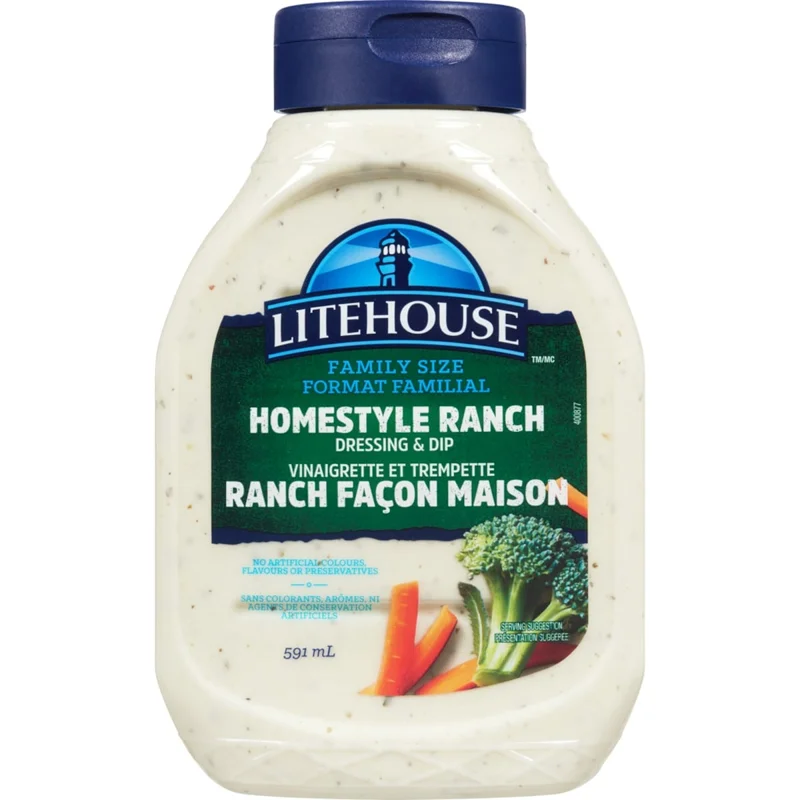 LITEHOUSE
TM/MC
FAMILY SIZE
FORMAT FAMILIAL
HOMESTYLE RANCH
DRESSING & DIP
VINAIGRETTE ET TREMPETTE
RANCH FAÇON MAISON
400877
NO ARTIFICIAL COLOURS,
FLAVOURS OR PRESERVATIVES
SANS COLORANTS, ARÔMES, NI
AGENTS DE CONSERVATION
ARTIFICIELS
591 mL
SERVING SUGGESTION
PRÉSENTATION SUGGÉRÉE